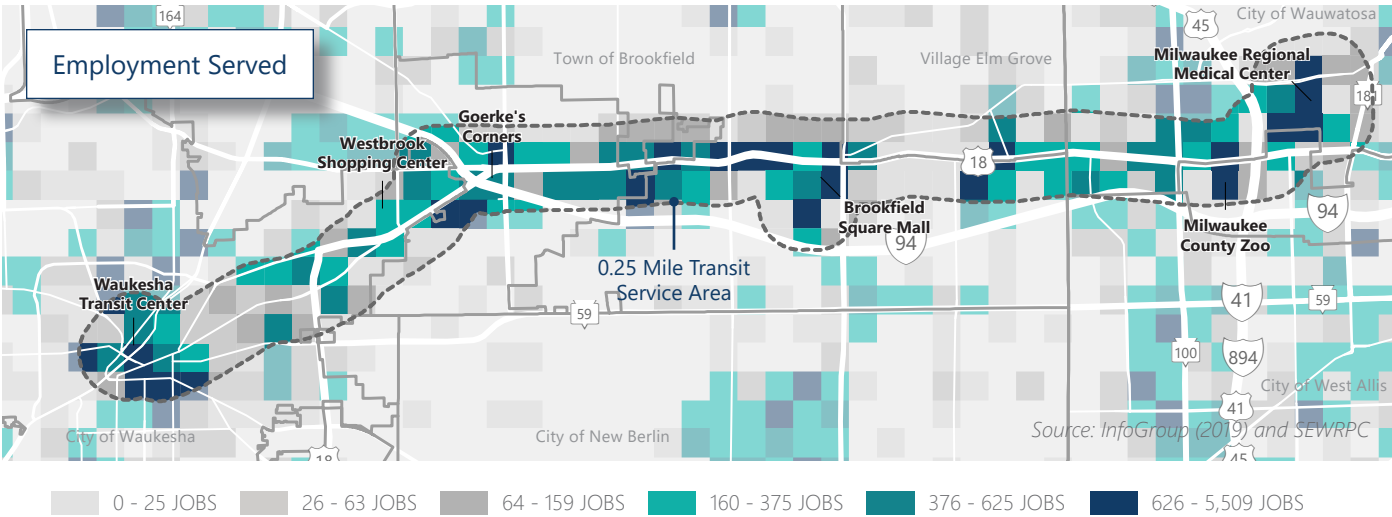 164
45
City of Wauwatosa
Employment Served
Town of Brookfield
Village Elm Grove
Milwaukee Regional
Medical Center
18
Goerke's
Corners
Westbrook
Shopping Center
18
Brookfield
Square Mall
94
94
Milwaukee
County Zoo
0.25 Mile Transit
Service Area
Waukesha
Transit Center
59
41
59
100
894
City of West Allis
41
City of Waukesha
City of New Berlin
Source: InfoGroup (2019) and SEWRPC
18
45
0 - 25 JOBS
26 - 63 JOBS
64 - 159 JOBS
160 - 375 JOBS
376 - 625 JOBS
626 - 5,509 JOBS